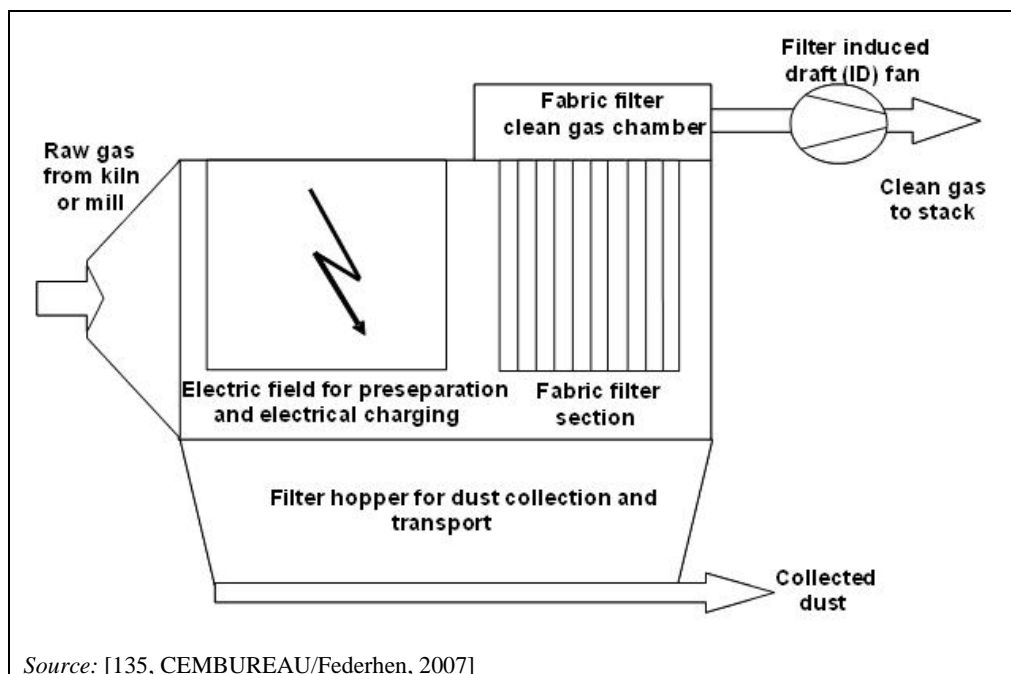 Filter induced
draft (ID) fan
Fabric filter
clean gas chamber
Raw gas
from kiln
or mill
Clean gas
to stack
Electric field for preseparation
and electrical charging
Fabric filter
section
Filter hopper for dust collection and
transport
Collected
dust
Source: [135, CEMBUREAU/Federhen, 2007]